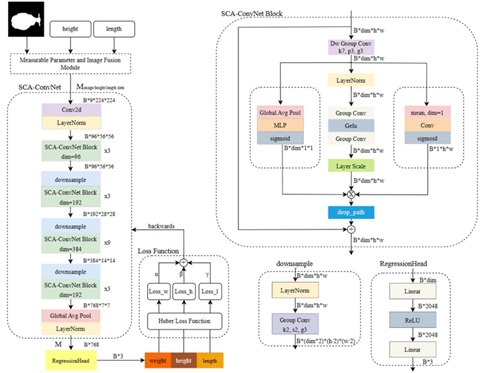 height
length
Measurable Parameter and Image Fusion
Module
SCA-ConvNet
M image height length dam
B*9*224*224
Conv2d
LayerNorm
B*96*56*56
SCA-ConvNet Block
dim=96
x3
B*96*56*56
downsample
SCA-ConvNet Block
dim=192
x3
B*192*28*28
downsample
SCA-ConvNet Block
dim=384
x9
B*384*14*14
downsample
SCA-ConvNet Block
dim=192
x3
B*768*7*7
Global Avg Pool
LayerNorm
M
B*768
RegressionHead
B*3
weight
height
length
backwards
Loss Function
α
β
γ
Loss_w
Loss_h
Loss_l
Huber Loss Function
SCA-ConvNet Block
B*dim*h*w
Dw Group Conv
k7, p3, g3
B*dim*h*w
LayerNorm
B*dim*h*w
Global Avg Pool
MLP
sigmoid
B*dim*1*1
Group Conv
Gelu
Group Conv
B*dim*h*w
Layer Scale
mean, dim=1
Conv
sigmoid
B*1*h*w
B*dim*h*w
drop_path
B*dim*h*w
downsample
B*dim*h*w
LayerNorm
B*dim*h*w
Group Conv
k2, s2, g3
B*(dim*2)*(h/2)*(w/2)
RegressionHead
B*dim
Linear
B*2048
ReLU
B*2048
Linear
B*3